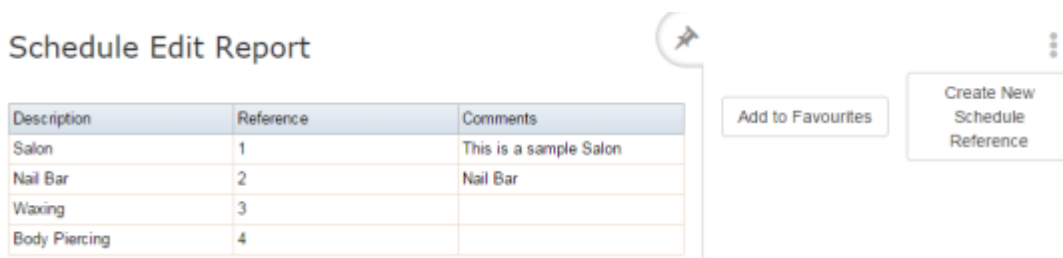 Schedule Edit Report
Description Reference Comments
Salon 1 This is a sample Salon
Nail Bar 2 Nail Bar
Waxing 3
Body Piercing 4
Add to Favourites
Create New
Schedule
Reference